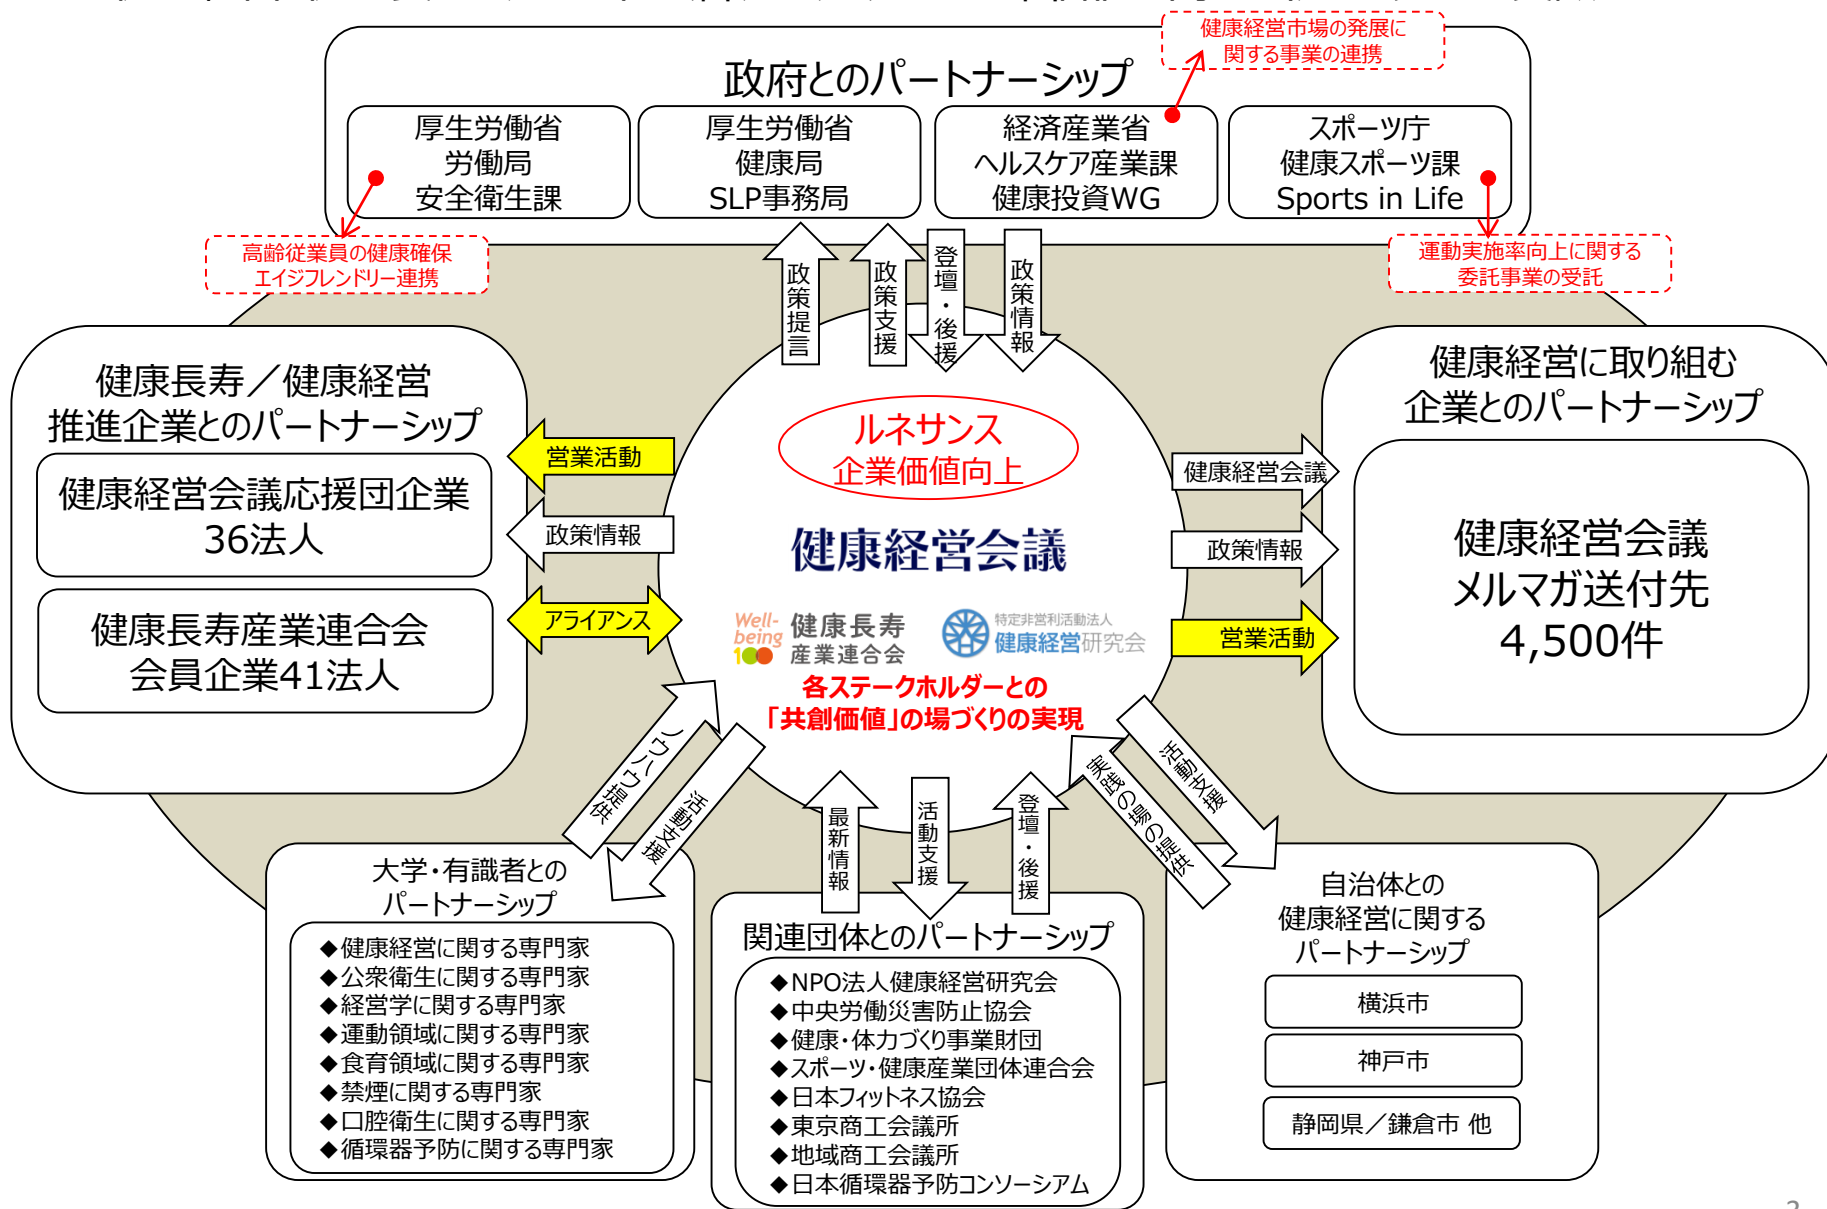 健康経営市場の発展に
関する事業の連携
政府とのパートナーシップ
厚生労働省
労働局
安全衛生課
厚生労働省
健康局
SLP事務局
経済産業省
ヘルスケア産業課
健康投資WG
スポーツ庁
健康スポーツ課
Sports in Life
高齢従業員の健康確保
エイジフレンドリー連携
運動実施率向上に関する
委託事業の受託
政策提言
政策支援
登壇・後援
政策情報
健康長寿／健康経営
推進企業とのパートナーシップ
健康経営会議応援団企業
36法人
健康長寿産業連合会
会員企業41法人
営業活動
政策情報
アライアンス
ルネサンス
企業価値向上
健康経営会議
Well-
being
100
健康長寿
産業連合会
特定非営利活動法人
健康経営研究会
各ステークホルダーとの
「共創価値」の場づくりの実現
健康経営会議
政策情報
営業活動
健康経営に取り組む
企業とのパートナーシップ
健康経営会議
メルマガ送付先
4,500件
ノウハウ提供
活動支援
最新情報
活動支援
登壇・後援
実践の場の提供
活動支援
大学・有識者との
パートナーシップ
◆健康経営に関する専門家
◆公衆衛生に関する専門家
◆経営学に関する専門家
◆運動領域に関する専門家
◆食育領域に関する専門家
◆禁煙に関する専門家
◆口腔衛生に関する専門家
◆循環器予防に関する専門家
関連団体とのパートナーシップ
◆NPO法人健康経営研究会
◆中央労働災害防止協会
◆健康・体力づくり事業財団
◆スポーツ・健康産業団体連合会
◆日本フィットネス協会
◆東京商工会議所
◆地域商工会議所
◆日本循環器予防コンソーシアム
自治体との
健康経営に関する
パートナーシップ
横浜市
神戸市
静岡県／鎌倉市 他